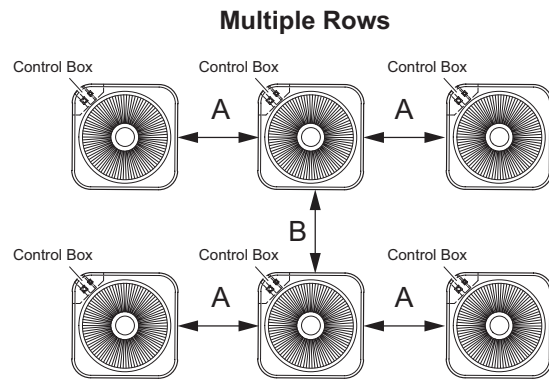 Multiple Rows
Control Box Control Box Control Box
A A
B
Control Box Control Box Control Box
A A